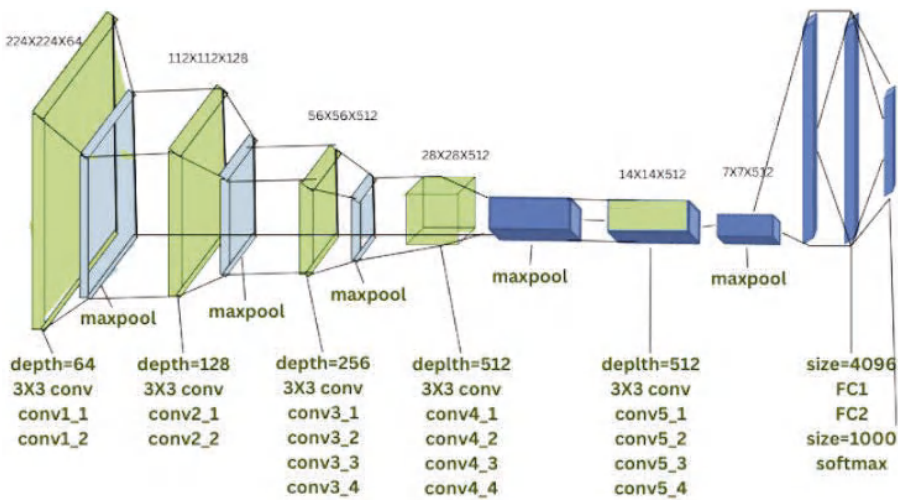 224X224X64
112X112X128
56X56X512
28X28X512
14X14X512
7X7X512
maxpool
maxpool
maxpool
maxpool
maxpool
depth=64
3X3 conv
conv1_1
conv1_2
depth=128
3X3 conv
conv2_1
conv2_2
depth=256
3X3 conv
conv3_1
conv3_2
conv3_3
conv3_4
deplth=512
3X3 conv
conv4_1
conv4_2
conv4_3
conv4_4
deplth=512
3X3 conv
conv5_1
conv5_2
conv5_3
conv5_4
size=4096
FC1
FC2
size=1000
softmax